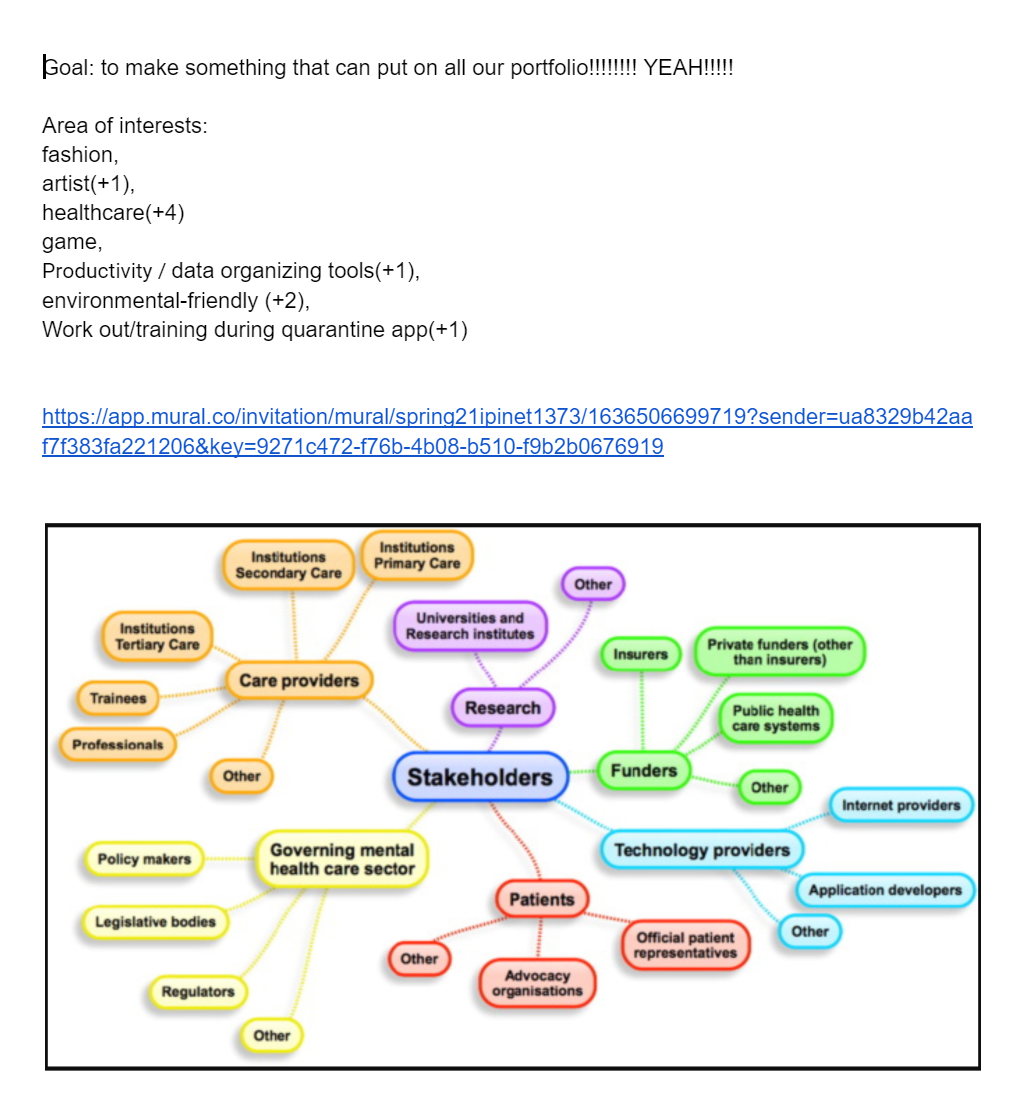 Goal: to make something that can put on all our portfolio!!!!!!!! YEAH!!!!!
Area of interests:
fashion,
artist(+1),
healthcare(+4)
game,
Productivity / data organizing tools(+1),
environmental-friendly (+2),
Work out/training during quarantine app(+1)
https://app.mural.co/invitation/mural/spring21ipinet1373/1636506699719?sender=ua8329b42aa
f7f383fa221206&key=9271c472-f76b-4b08-b510-f9b2b0676919
Institutions
Secondary Care
Institutions
Primary Care
Institutions
Tertiary Care
Trainees
Professionals
Other
Care providers
Universities and
Research institutes
Other
Research
Insurers
Private funders (other
than insurers)
Public health
care systems
Other
Funders
Stakeholders
Internet providers
Technology providers
Application developers
Other
Governing mental
health care sector
Policy makers
Legislative bodies
Regulators
Other
Patients
Other
Advocacy
organisations
Official patient
representatives